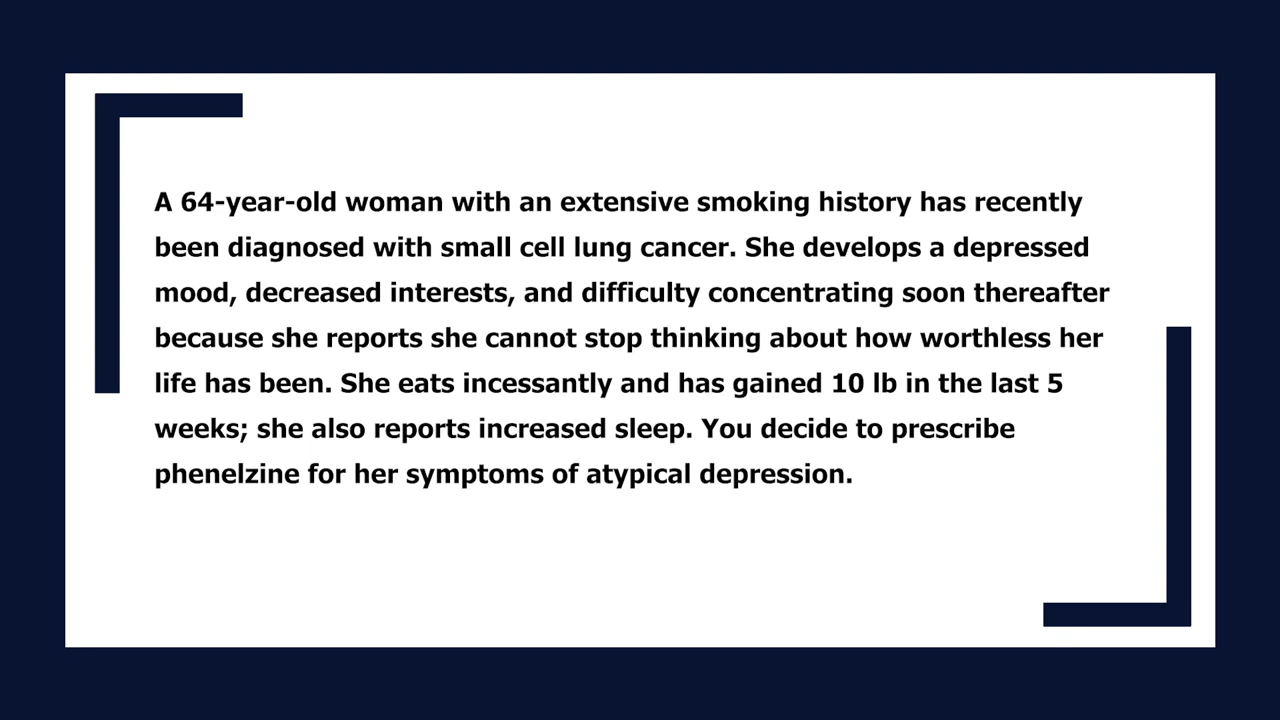 A 64-year-old woman with an extensive smoking history has recently
been diagnosed with small cell lung cancer. She develops a depressed
mood, decreased interests, and difficulty concentrating soon thereafter
because she reports she cannot stop thinking about how worthless her
life has been. She eats incessantly and has gained 10 lb in the last 5
weeks; she also reports increased sleep. You decide to prescribe
phenelzine for her symptoms of atypical depression.